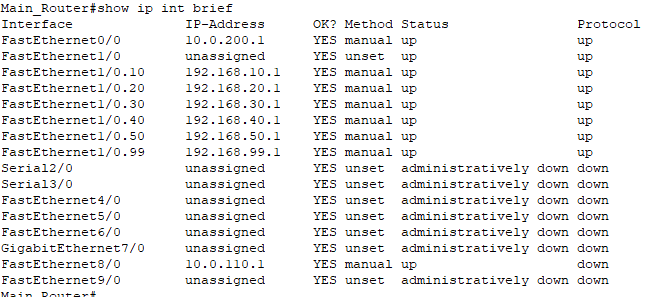 Main_Router#show ip int brief
Interface              IP-Address      OK? Method Status                Protocol
FastEthernet0/0        10.0.200.1      YES manual up                    up
FastEthernet1/0        unassigned      YES unset  up                    up
FastEthernet1/0.10     192.168.10.1    YES manual up                    up
FastEthernet1/0.20     192.168.20.1    YES manual up                    up
FastEthernet1/0.30     192.168.30.1    YES manual up                    up
FastEthernet1/0.40     192.168.40.1    YES manual up                    up
FastEthernet1/0.50     192.168.50.1    YES manual up                    up
FastEthernet1/0.99     192.168.99.1    YES manual up                    up
Serial2/0              unassigned      YES unset  administratively down down
Serial3/0              unassigned      YES unset  administratively down down
FastEthernet4/0        unassigned      YES unset  administratively down down
FastEthernet5/0        unassigned      YES unset  administratively down down
FastEthernet6/0        unassigned      YES unset  administratively down down
GigabitEthernet7/0     unassigned      YES unset  administratively down down
FastEthernet8/0        10.0.110.1      YES manual up                    down
FastEthernet9/0        unassigned      YES unset  administratively down down
Main_Router#